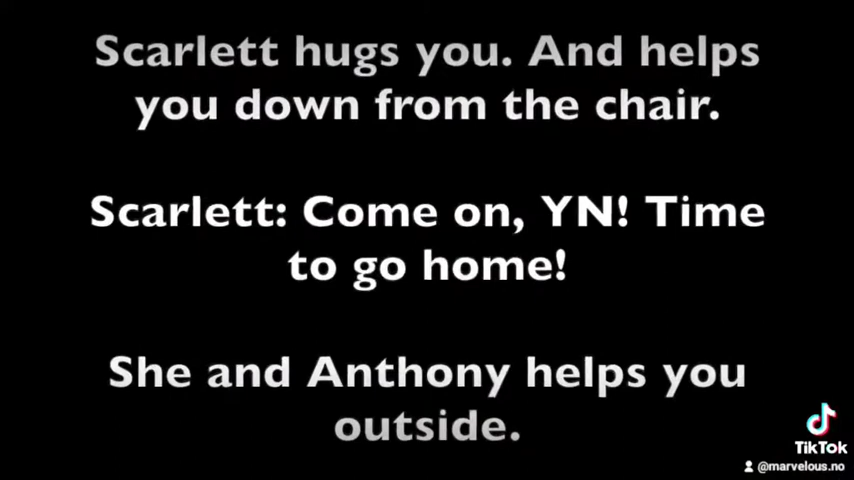 Scarlett hugs you. And helps
you down from the chair.
Scarlett: Come on, YN! Time
to go home!
She and Anthony helps you
outside.
TikTok
@marvelous.no